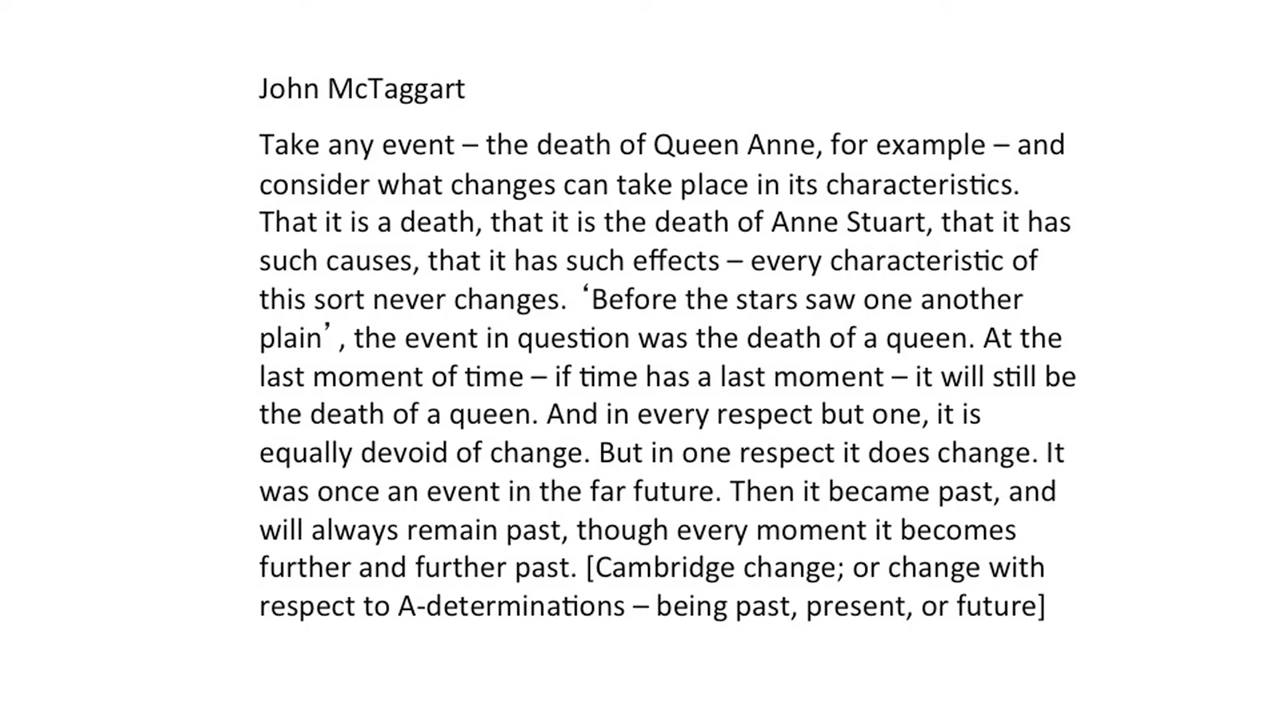 John McTaggart
Take any event – the death of Queen Anne, for example – and
consider what changes can take place in its characteristics.
That it is a death, that it is the death of Anne Stuart, that it has
such causes, that it has such effects – every characteristic of
this sort never changes. ‘Before the stars saw one another
plain’ , the event in question was the death of a queen. At the
last moment of time – if time has a last moment – it will still be
the death of a queen. And in every respect but one, it is
equally devoid of change. But in one respect it does change. It
was once an event in the far future. Then it became past, and
will always remain past, though every moment it becomes
further and further past. [Cambridge change; or change with
respect to A-determinations – being past, present, or future]